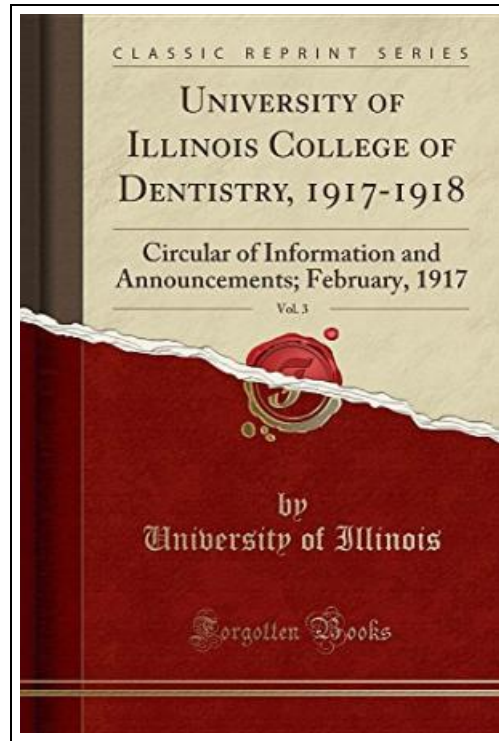 CLASSIC REPRINT SERIES
UNIVERSITY OF
ILLINOIS COLLEGE OF
DENTISTRY, 1917-1918
Circular of Information and
Announcements; February, 1917
Vol. 3
by
University of Illinois
Forgotten Books